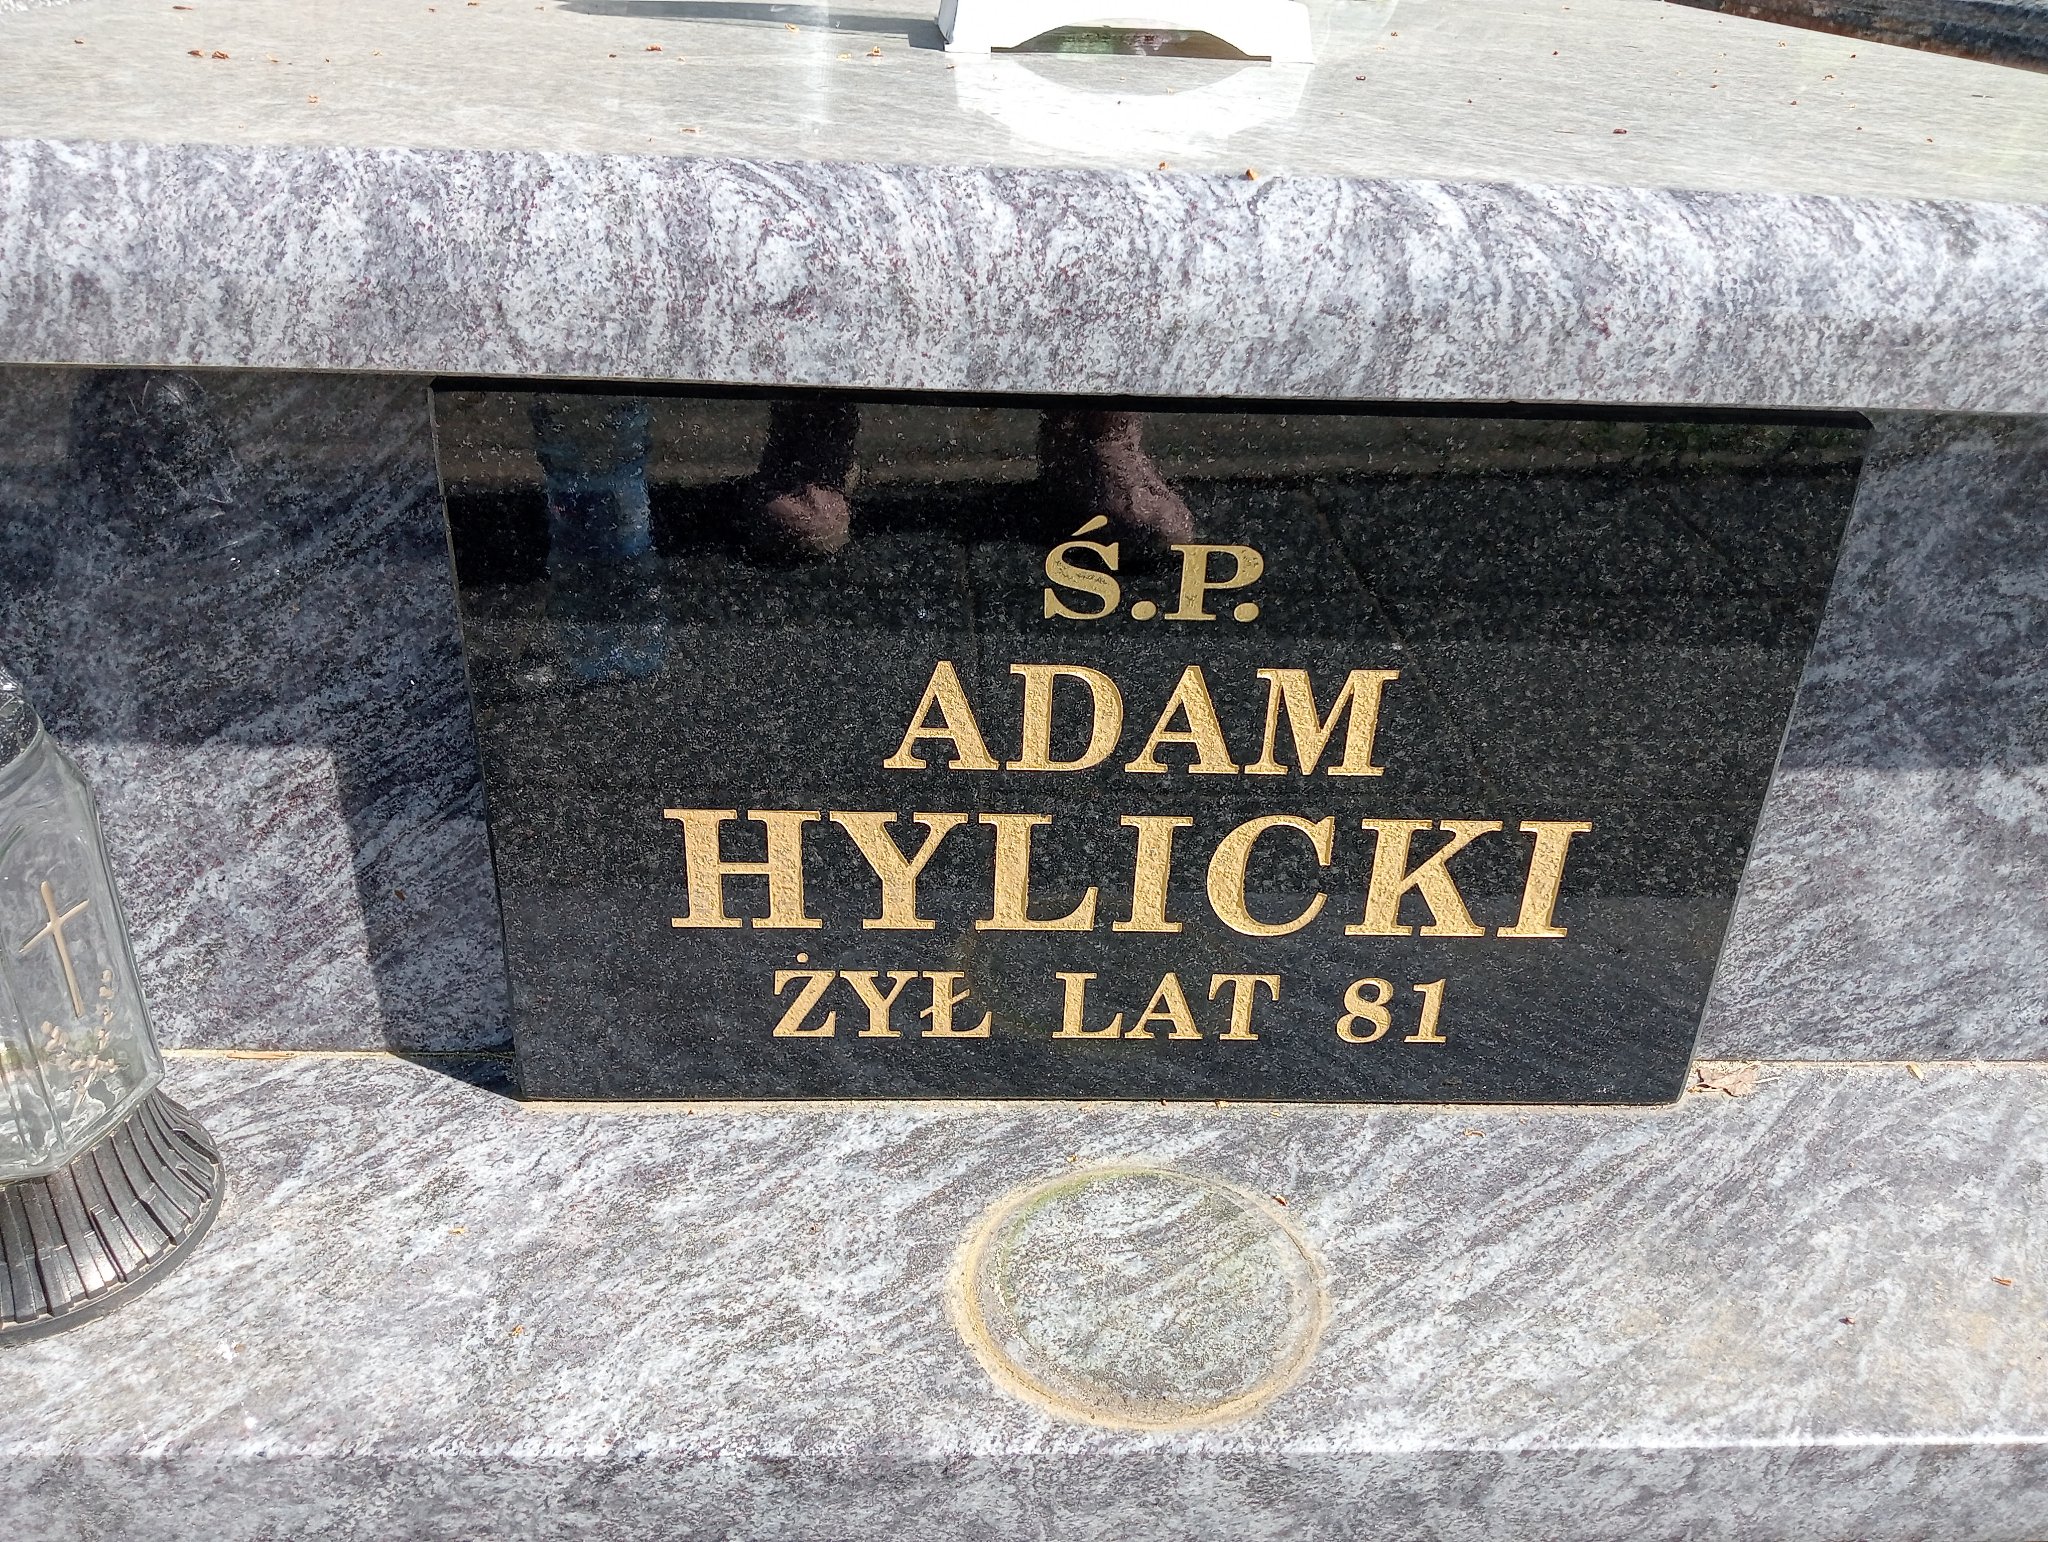 Ś.P.
ADAM
HYLICKI
ŻYŁ LAT 81